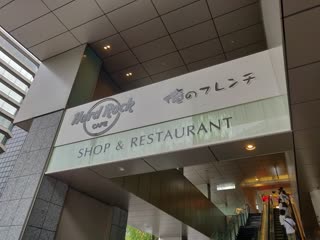 Hard Rock CAFE 俺のフレンチ
SHOP & RESTAURANT